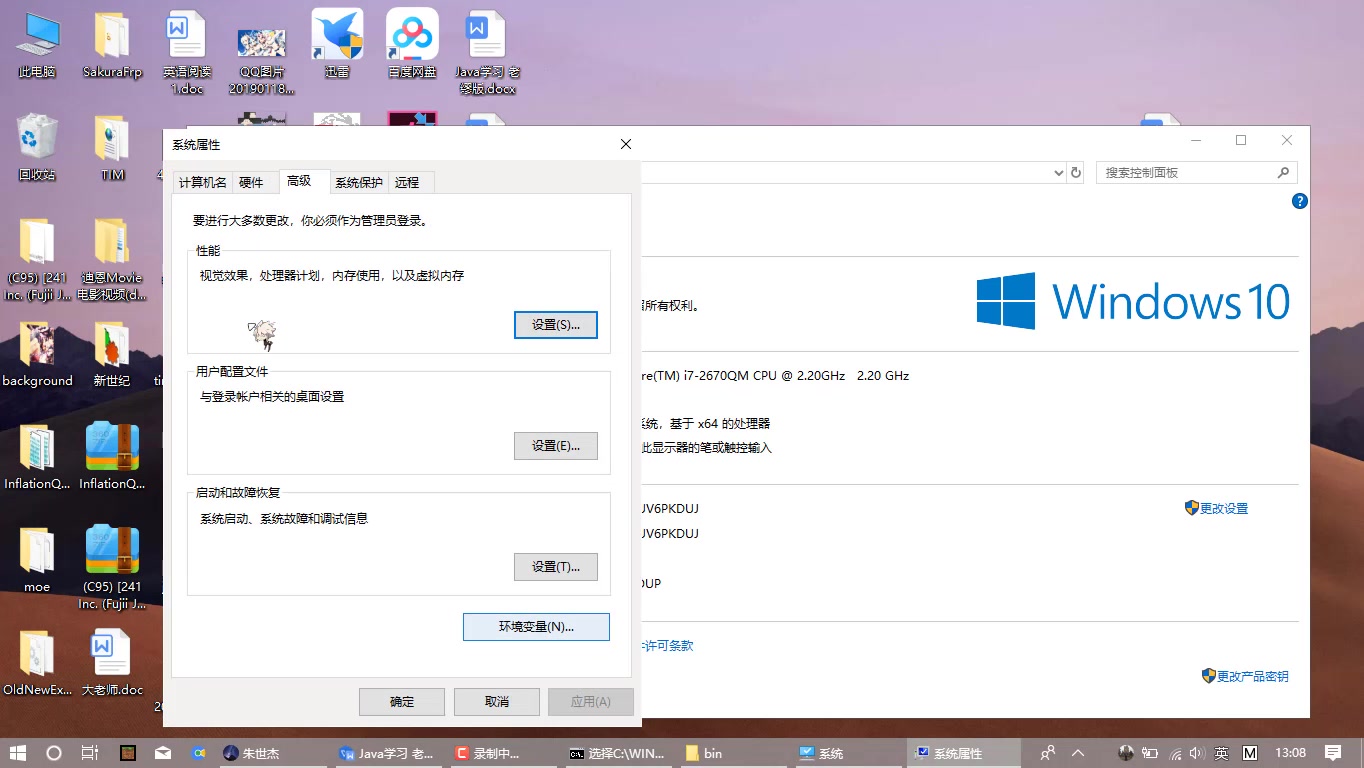 此电脑
SakuraFrp
英语阅读
1.doc
QQ图片
20190118...
迅雷
百度网盘
Java学习 老
缪版.docx
回收站
TIM
(C95) [241
Inc. (Fujii J...
迪恩Movie
电影视频(d...
background
新世纪
InflationQ...
InflationQ...
moe
(C95) [241
Inc. (Fujii J...
OldNewEx...
大老师.doc
系统属性
计算机名
硬件
高级
系统保护
远程
要进行大多数更改，你必须作为管理员登录。
性能
视觉效果，处理器计划，内存使用，以及虚拟内存
设置(S)...
用户配置文件
与登录帐户相关的桌面设置
设置(E)...
启动和故障恢复
系统启动、系统故障和调试信息
设置(T)...
环境变量(N)...
确定
取消
应用(A)
搜索控制面板
所有权利。
Windows 10
re(TM) i7-2670QM CPU @ 2.20GHz 2.20 GHz
系统，基于 x64 的处理器
此显示器的笔或触控输入
JV6PKDUJ
更改设置
JV6PKDUJ
OUP
许可条款
更改产品密钥
朱世杰
Java学习 老...
录制中...
选择C:\WIN...
bin
系统
系统属性
英
M
13:08